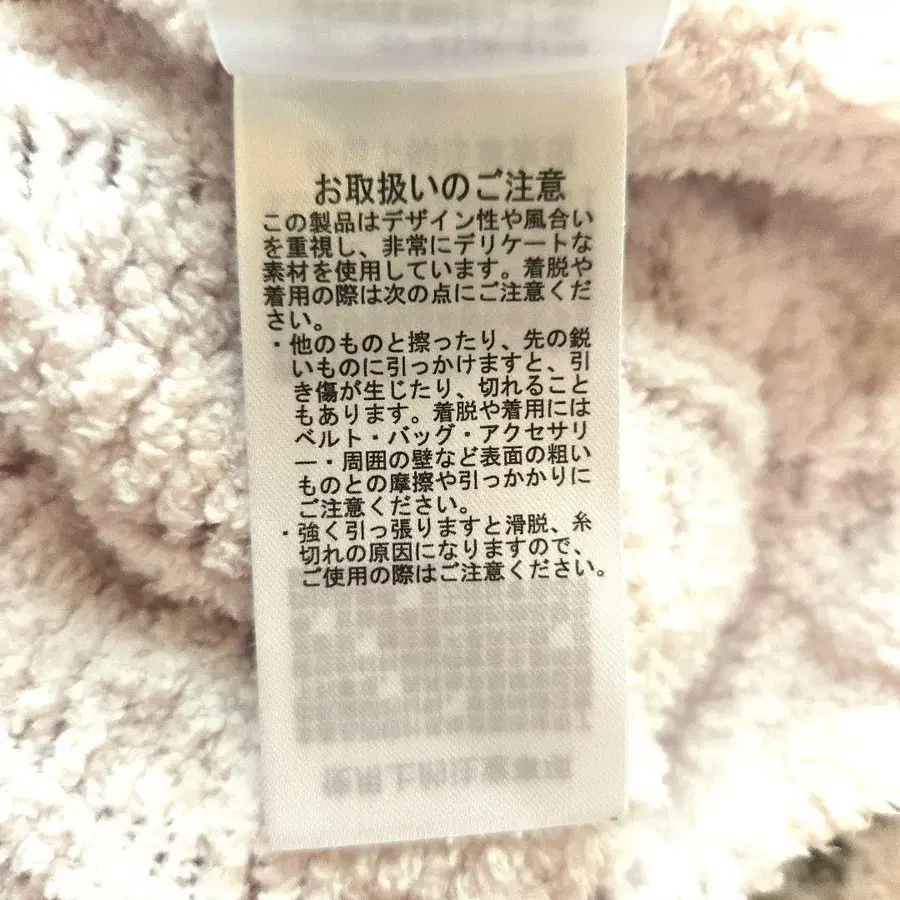 お取扱いのご注意
この製品はデザイン性や風合い
を重視し、非常にデリケートな
素材を使用しています。着脱や
着用の際は次の点にご注意くだ
さい。
・他のものと擦ったり、先の鋭
いものに引っかけますと、引
き傷が生じたり、切れること
もあります。着脱や着用には
ベルト・バッグ・アクセサリ
ー・周囲の壁など表面の粗い
ものとの摩擦や引っかかりに
ご注意ください。
・強く引っ張りますと滑脱、糸
切れの原因になりますので、
ご使用の際はご注意ください。